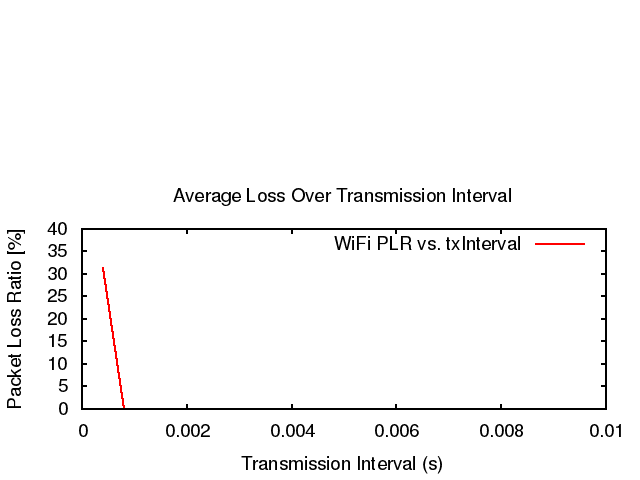 Average Loss Over Transmission Interval
Packet Loss Ratio [%]
40
35
30
25
20
15
10
5
0
WiFi PLR vs. txInterval
0 0.002 0.004 0.006 0.008 0.01
Transmission Interval (s)